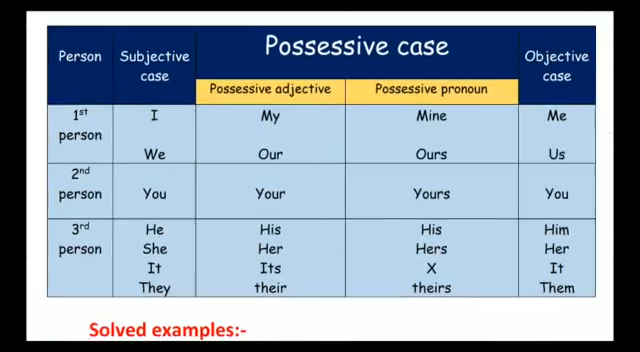 Person Subjective case Possessive case Objective case
Possessive adjective Possessive pronoun
1st person I My Mine Me
We Our Ours Us
2nd person You Your Yours You
3rd person He His His Him
She Her Hers Her
It Its X It
They their theirs Them
Solved examples:-